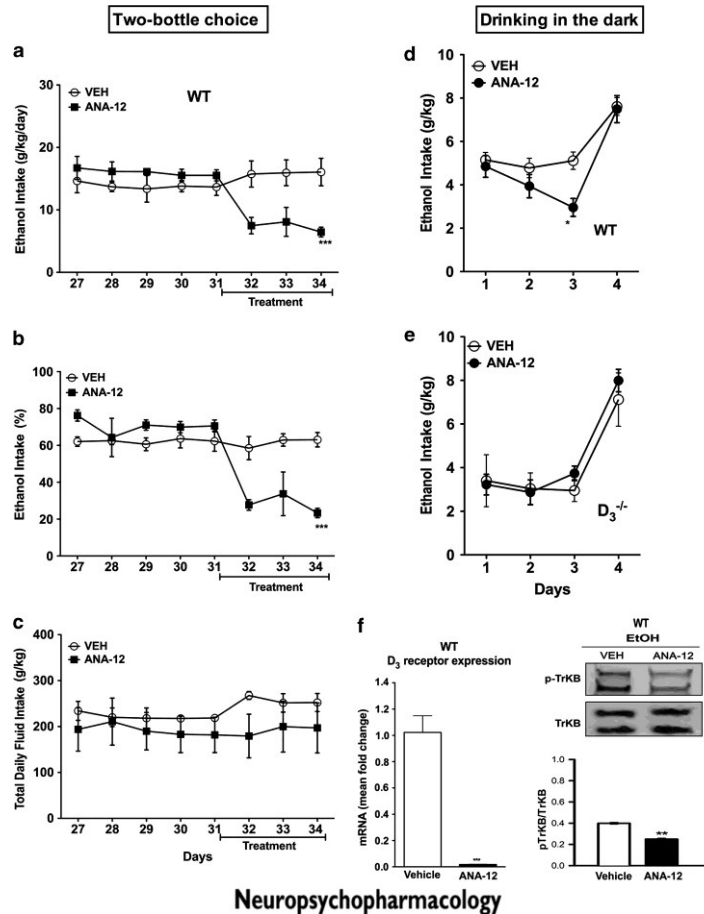 Two-bottle choice
Drinking in the dark
a
WT
VEH
ANA-12
Ethanol Intake (g/kg/day)
30
20
10
0
27 28 29 30 31 32 33 34
Treatment
***
b
VEH
ANA-12
Ethanol Intake (%)
100
80
60
40
20
0
27 28 29 30 31 32 33 34
Treatment
***
c
VEH
ANA-12
Total Daily Fluid Intake (g/kg)
400
300
200
100
0
27 28 29 30 31 32 33 34
Days
Treatment
d
VEH
ANA-12
Ethanol Intake (g/kg)
8
6
4
2
0
1 2 3 4
*
WT
e
VEH
ANA-12
Ethanol Intake (g/kg)
8
6
4
2
0
1 2 3 4
D3-/-
Days
f
WT
D3 receptor expression
mRNA (mean fold change)
1.4
1.2
1.0
0.8
0.6
0.4
0.2
0.0
***
Vehicle ANA-12
WT
EtOH
VEH ANA-12
p-TrKB
TrKB
pTrKB/TrKB
1.0
0.8
0.6
0.4
0.2
0.0
**
Vehicle ANA-12
Neuropsychopharmacology